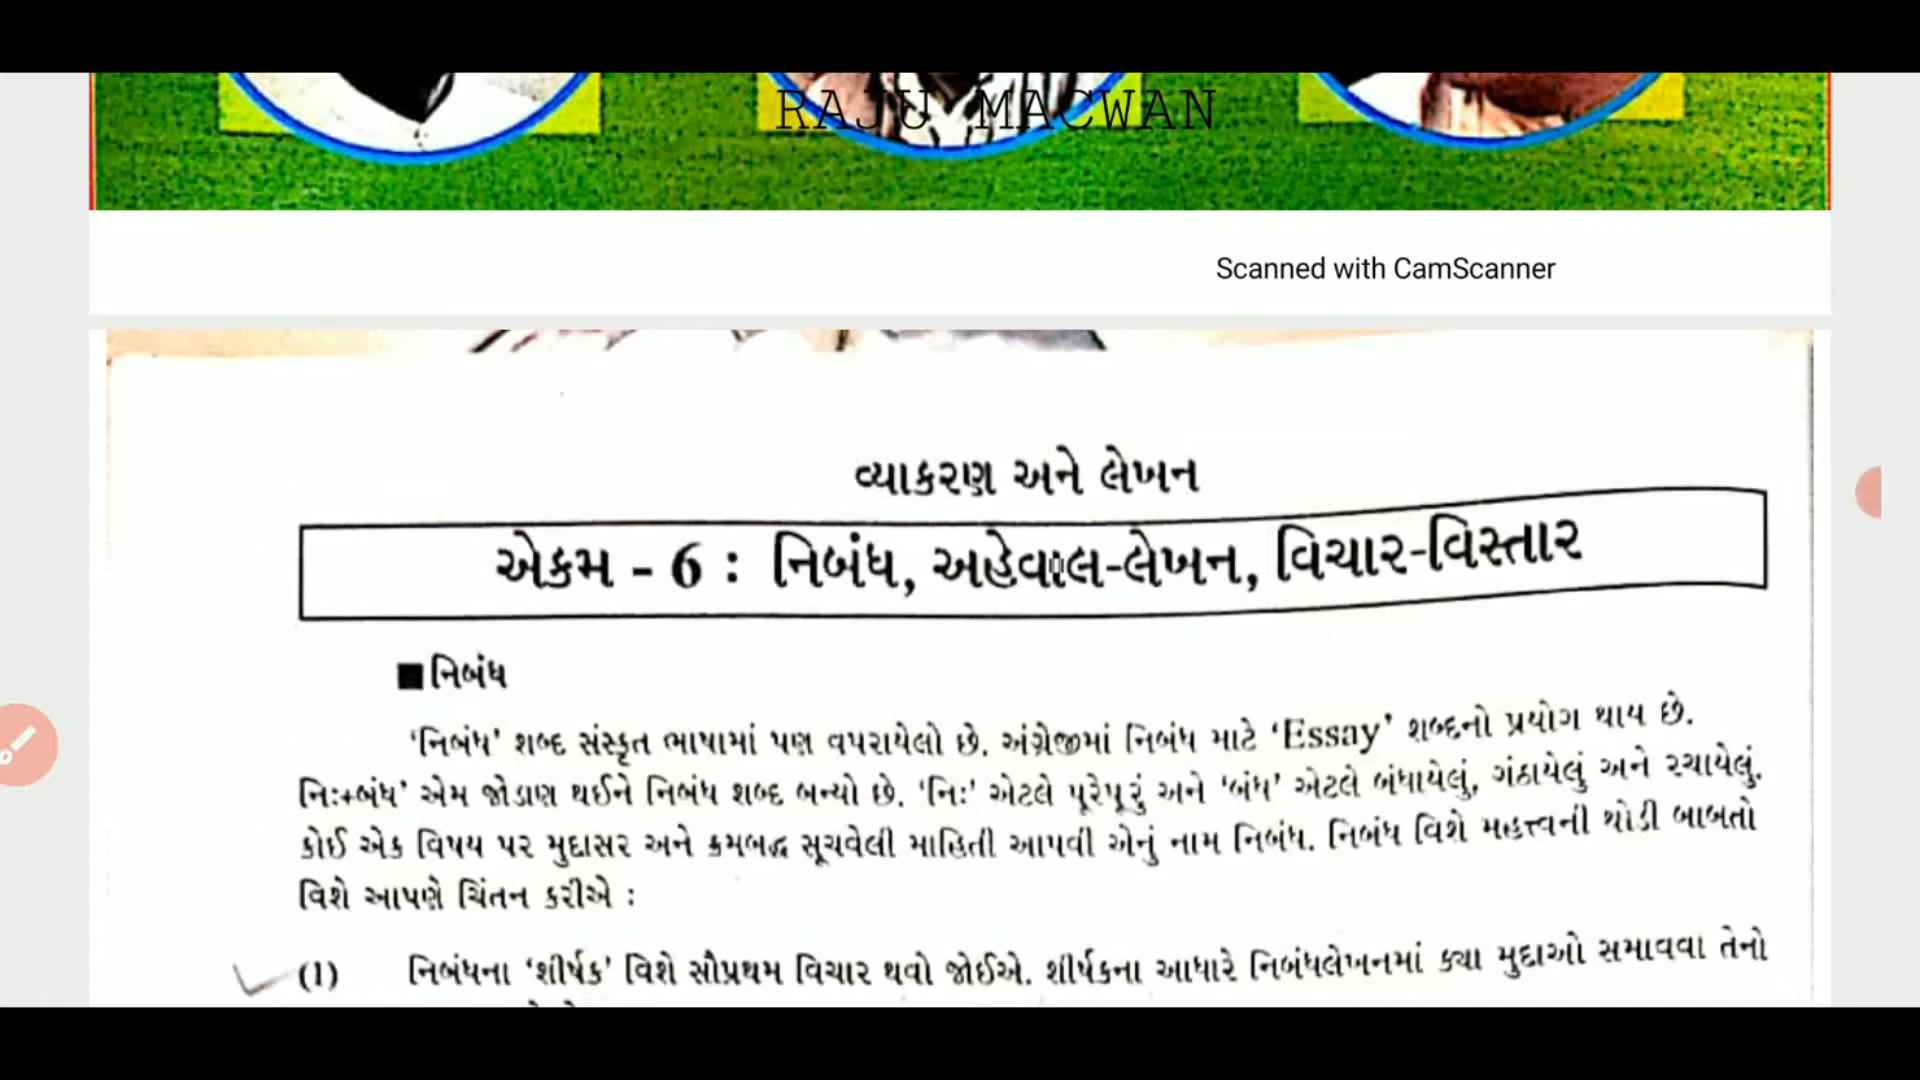 RAJU MACWAN
Scanned with CamScanner
વ્યાકરણ અને લેખન
એકમ - 6 : નિબંધ, અહેવાલ-લેખન, વિચાર-વિસ્તાર
■ નિબંધ
‘નિબંધ’ શબ્દ સંસ્કૃત ભાષામાં પણ વપરાયેલો છે. અંગ્રેજીમાં નિબંધ માટે ‘Essay’ શબ્દનો પ્રયોગ થાય છે.
નિઃ+બંધ’ એમ જોડાણ થઈને નિબંધ શબ્દ બન્યો છે. ‘નિઃ’ એટલે પૂરેપૂરું અને ‘બંધ’ એટલે બંધાયેલું, ગંઠાયેલું અને રચાયેલું.
કોઈ એક વિષય પર મુદ્દાસર અને ક્રમબદ્ધ સૂચવેલી માહિતી આપવી એનું નામ નિબંધ. નિબંધ વિશે મહત્ત્વની થોડી બાબતો
વિશે આપણે ચિંતન કરીએ :
(1) નિબંધના ‘શીર્ષક’ વિશે સૌપ્રથમ વિચાર થવો જોઈએ. શીર્ષકના આધારે નિબંધલેખનમાં ક્યા મુદ્દાઓ સમાવવા તેનો